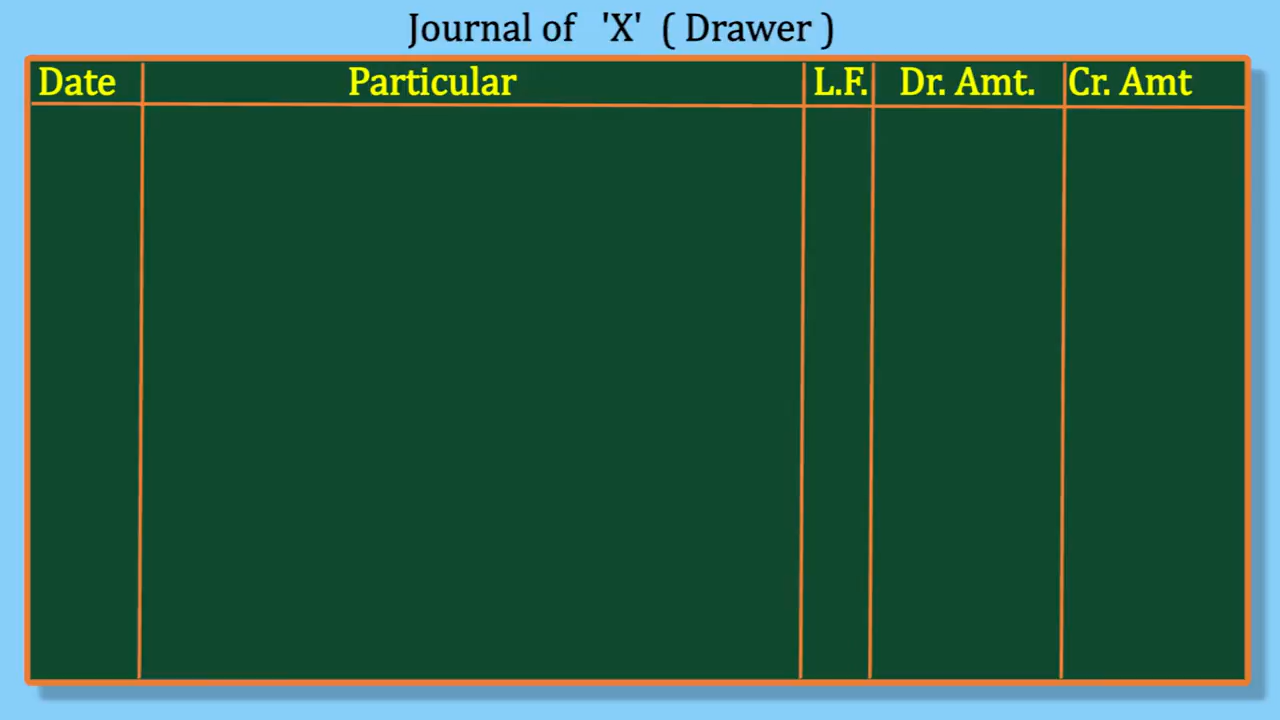 Journal of 'X' ( Drawer )
Date Particular L.F. Dr. Amt. Cr. Amt